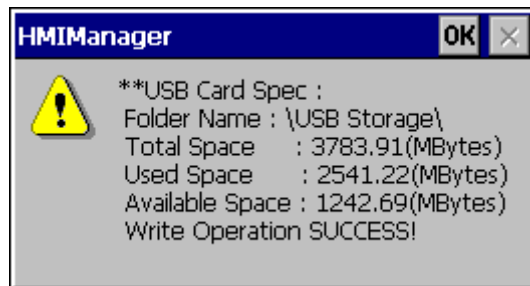 HMIManager OK
**USB Card Spec :
Folder Name : \USB Storage\
Total Space : 3783.91(MBytes)
Used Space : 2541.22(MBytes)
Available Space : 1242.69(MBytes)
Write Operation SUCCESS!